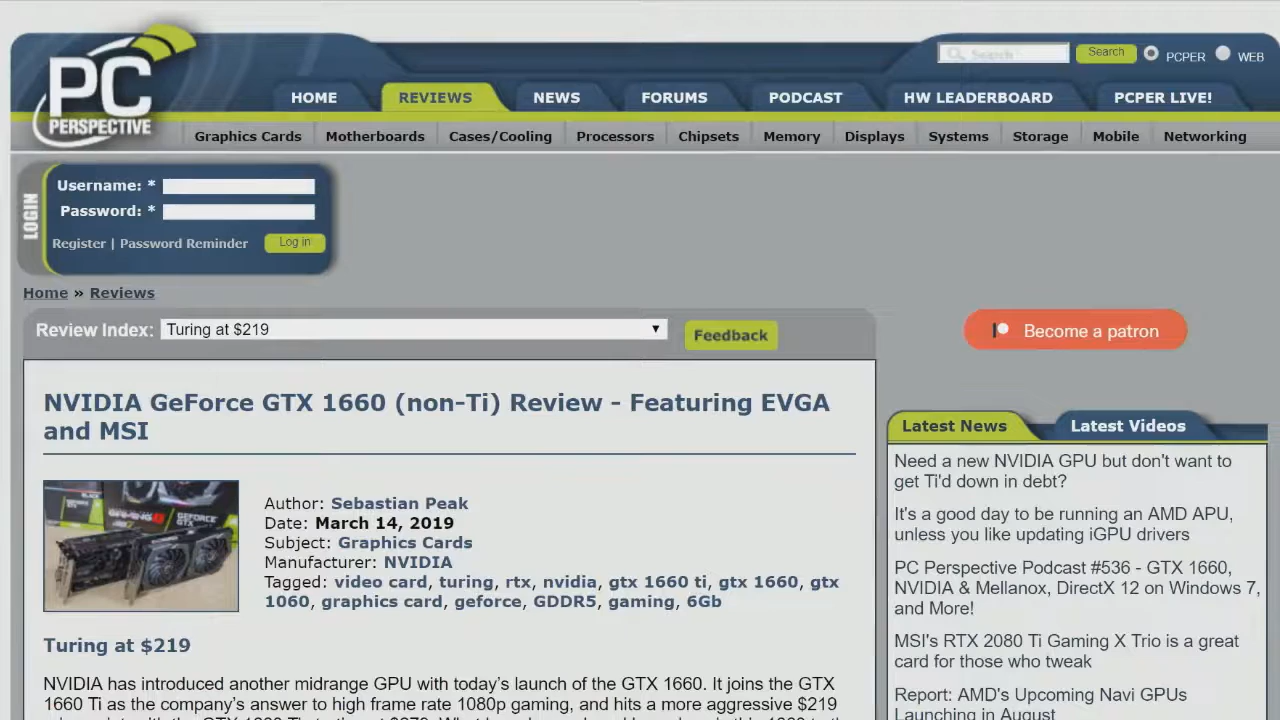 PC
PERSPECTIVE
Search
Search
PCPER
WEB
HOME
REVIEWS
NEWS
FORUMS
PODCAST
HW LEADERBOARD
PCPER LIVE!
Graphics Cards
Motherboards
Cases/Cooling
Processors
Chipsets
Memory
Displays
Systems
Storage
Mobile
Networking
LOGIN
Username: *
Password: *
Register | Password Reminder
Log in
Home » Reviews
Review Index:
Turing at $219
Feedback
Become a patron
NVIDIA GeForce GTX 1660 (non-Ti) Review - Featuring EVGA
and MSI
Author: Sebastian Peak
Date: March 14, 2019
Subject: Graphics Cards
Manufacturer: NVIDIA
Tagged: video card, turing, rtx, nvidia, gtx 1660 ti, gtx 1660, gtx
1060, graphics card, geforce, GDDR5, gaming, 6Gb
Turing at $219
NVIDIA has introduced another midrange GPU with today's launch of the GTX 1660. It joins the GTX
1660 Ti as the company's answer to high frame rate 1080p gaming, and hits a more aggressive $219
Latest News
Latest Videos
Need a new NVIDIA GPU but don't want to
get Ti'd down in debt?
It's a good day to be running an AMD APU,
unless you like updating iGPU drivers
PC Perspective Podcast #536 - GTX 1660,
NVIDIA & Mellanox, DirectX 12 on Windows 7,
and More!
MSI's RTX 2080 Ti Gaming X Trio is a great
card for those who tweak
Report: AMD's Upcoming Navi GPUs
Launching in August